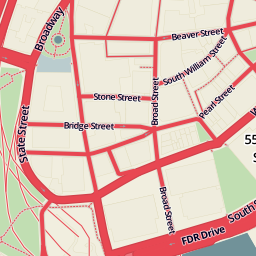 Broadway
Beaver Street
South William Street
Broad Street
Stone Street
Pearl Street
Bridge Street
State Street
W
55
S
Broad Street
South S
FDR Drive